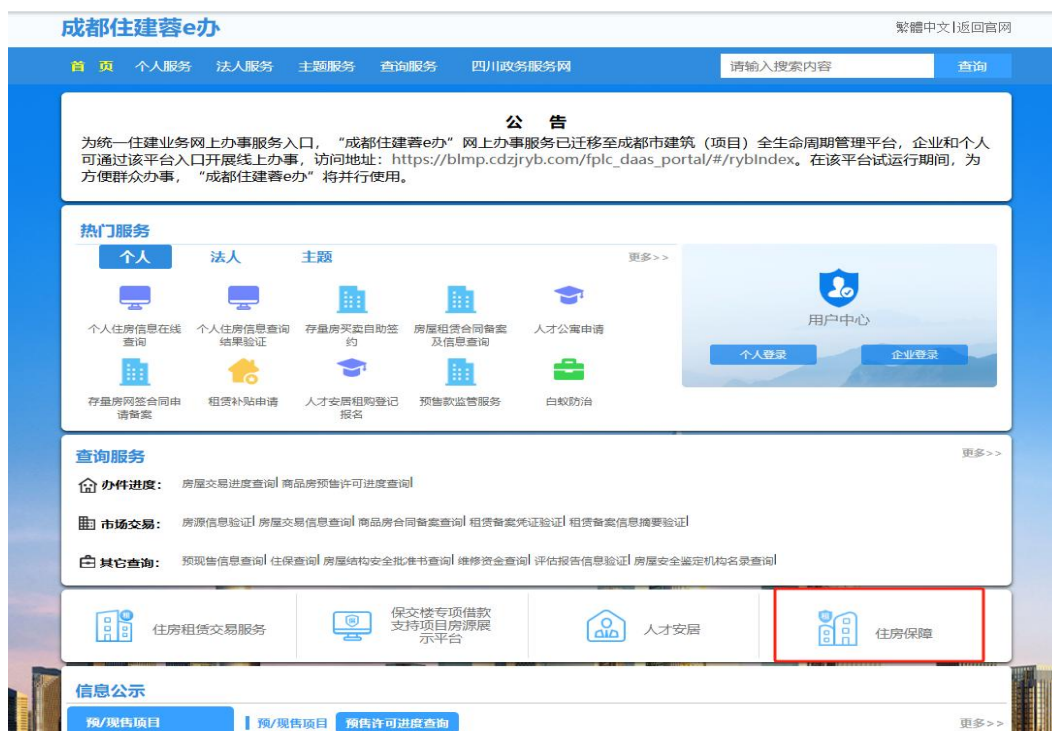 成都住建蓉e办
繁體中文|返回官网
首 页 个人服务 法人服务 主题服务 查询服务 四川政务服务网 请输入搜索内容 查询
公 告
为统一住建业务网上办事服务入口，“成都住建蓉e办”网上办事服务已迁移至成都市建筑（项目）全生命周期管理平台，企业和个人
可通过该平台入口开展线上办事，访问地址：https://blmp.cdzjryb.com/fplc_daas_portal/#/rybIndex。在该平台试运行期间，为
方便群众办事，“成都住建蓉e办”将并行使用。
热门服务
个人 法人 主题 更多>>
个人住房信息在线
查询
个人住房信息查询
结果验证
存量房买卖自助签
约
房屋租赁合同备案
及信息查询
人才公寓申请
存量房网签合同申
请备案
租赁补贴申请
人才安居租购登记
报名
预售款监管服务
白蚁防治
用户中心
个人登录 企业登录
查询服务 更多>>
办件进度： 房屋交易进度查询| 商品房预售许可进度查询|
市场交易： 房源信息验证| 房屋交易信息查询| 商品房合同备案查询| 租赁备案凭证验证| 租赁备案信息摘要验证|
其它查询： 预现售信息查询| 住保查询| 房屋结构安全批准书查询| 维修资金查询| 评估报告信息验证| 房屋安全鉴定机构名录查询|
住房租赁交易服务
保交楼专项借款
支持项目房源展
示平台
人才安居
住房保障
信息公示
预/现售项目 预/现售项目 预售许可进度查询 更多>>